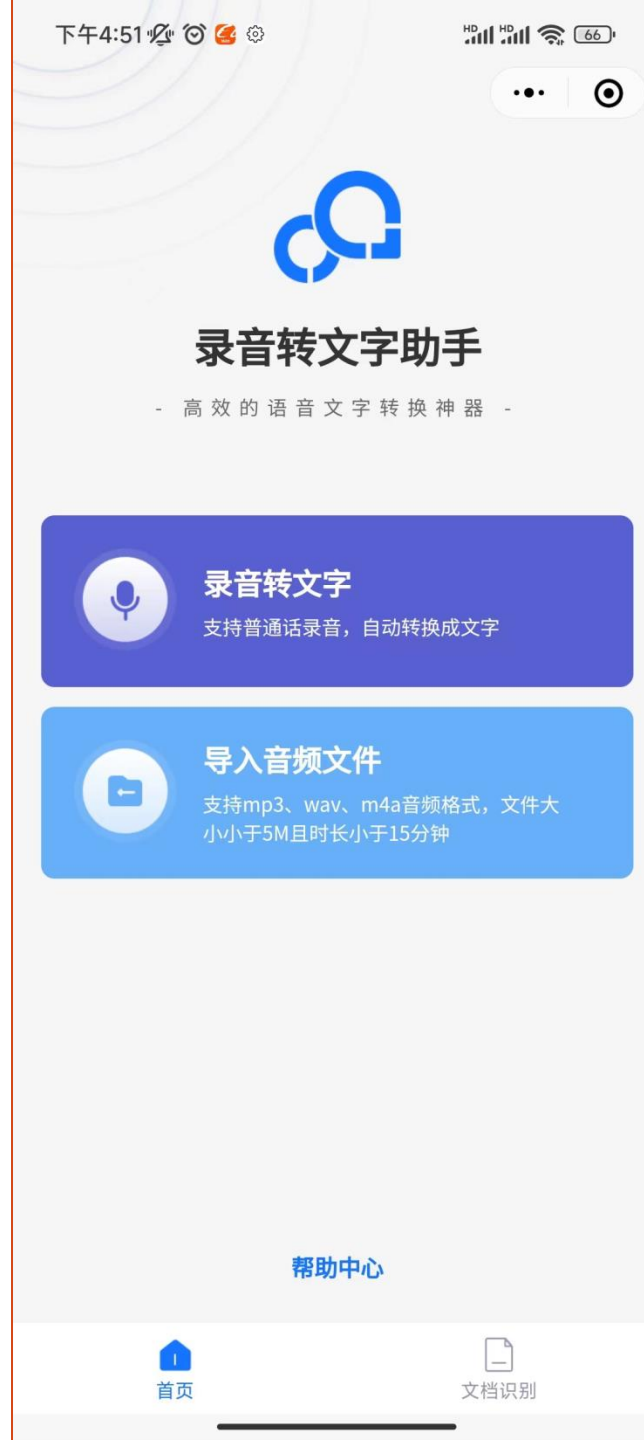 下午4:51
HD HD 66
录音转文字助手
- 高效的语音文字转换神器 -
录音转文字
支持普通话录音，自动转换成文字
导入音频文件
支持mp3、wav、m4a音频格式，文件大
小小于5M且时长小于15分钟
帮助中心
首页
文档识别